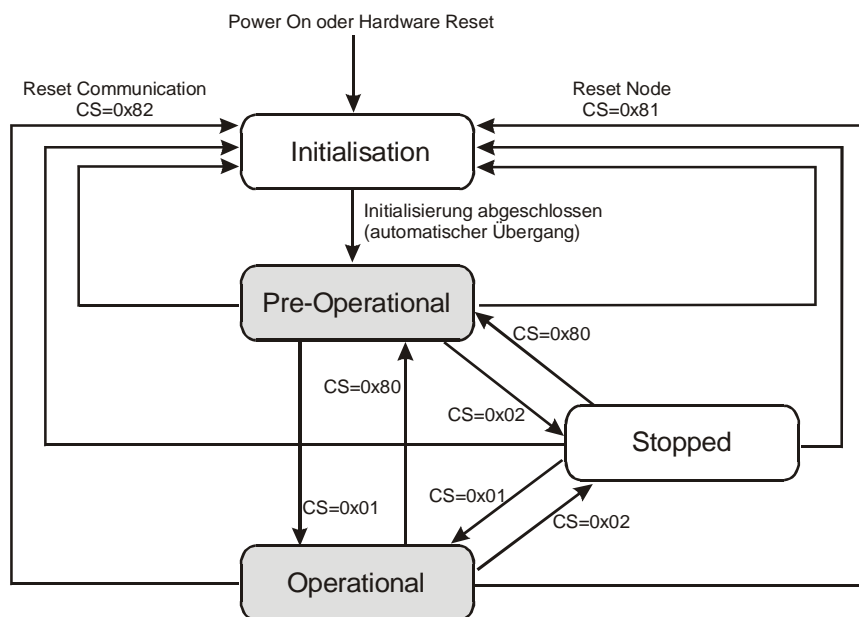 Power On oder Hardware Reset
Reset Communication
CS=0x82
Reset Node
CS=0x81
Initialisation
Initialisierung abgeschlossen
(automatischer Übergang)
Pre-Operational
CS=0x80
CS=0x80
CS=0x02
Stopped
CS=0x01
CS=0x01
CS=0x02
Operational